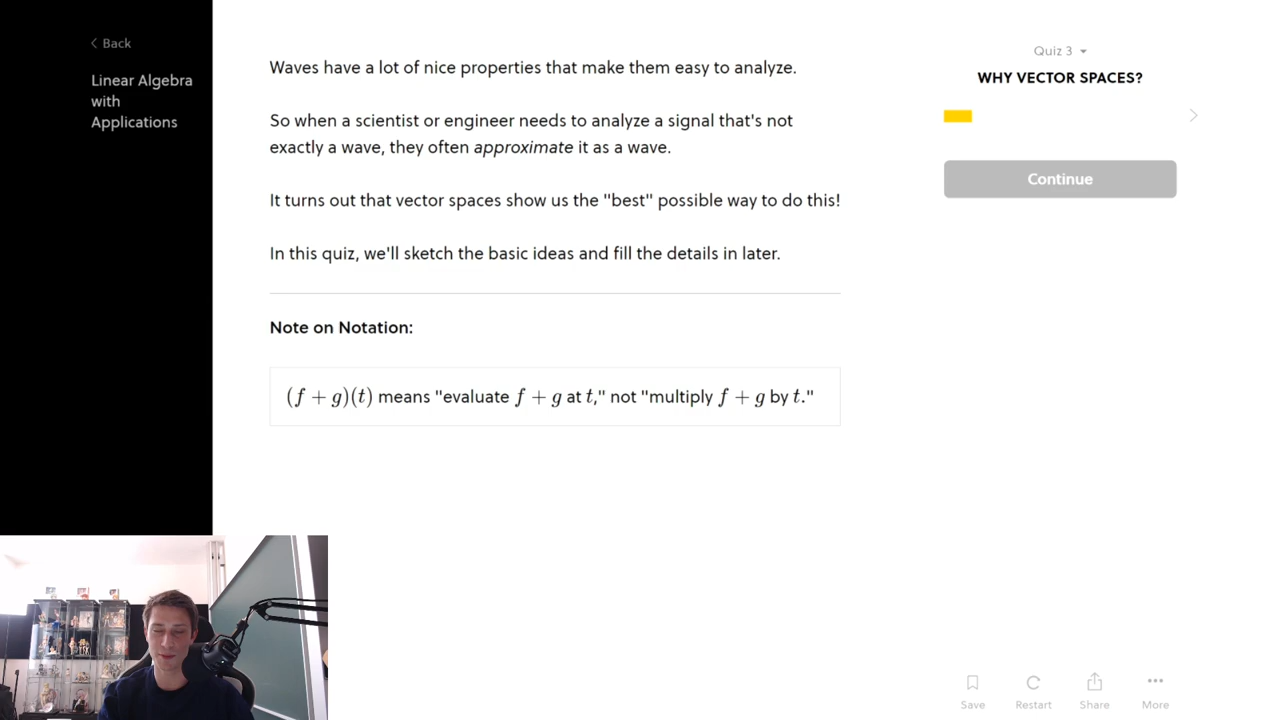 Back
Linear Algebra
with
Applications
Waves have a lot of nice properties that make them easy to analyze.
So when a scientist or engineer needs to analyze a signal that's not
exactly a wave, they often approximate it as a wave.
It turns out that vector spaces show us the "best" possible way to do this!
In this quiz, we'll sketch the basic ideas and fill the details in later.
Note on Notation:
(f + g)(t) means "evaluate f + g at t," not "multiply f + g by t."
Quiz 3
WHY VECTOR SPACES?
Continue
Save Restart Share More